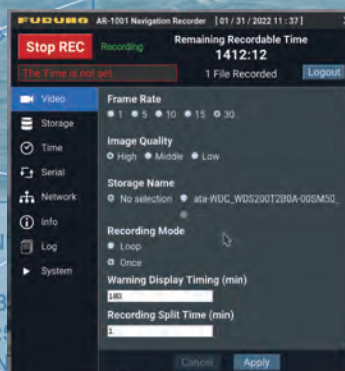 FURUNO AR-1001 Navigation Recorder [01/31/2022 11:37]
Stop REC
Recording
Remaining Recordable Time
1412:12
The Time is not set
1 File Recorded
Logout
Video
Storage
Time
Serial
Network
Info
Log
System
Frame Rate
1 5 10 15 30
Image Quality
High Middle Low
Storage Name
No selection ata-WDC_WDS200T2B0A-00SM50_
Recording Mode
Loop
Once
Warning Display Timing (min)
180
Recording Split Time (min)
1
Cancel Apply